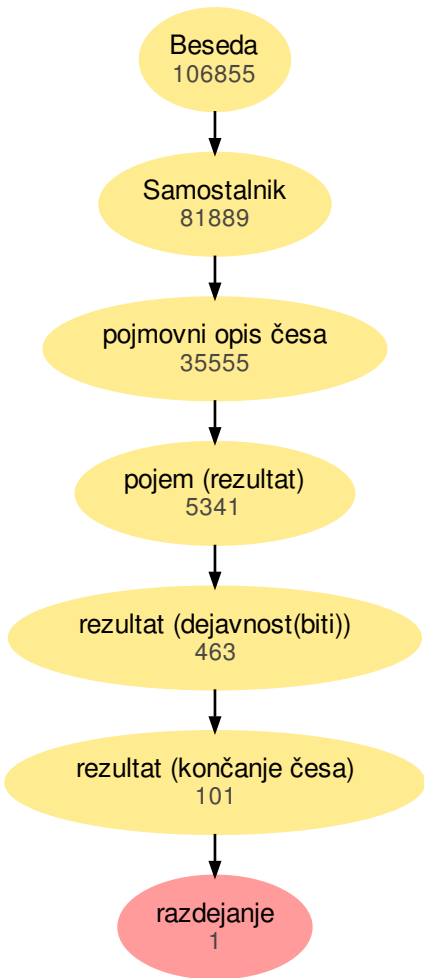 Beseda
106855
Samostalnik
81889
pojmovni opis česa
35555
pojem (rezultat)
5341
rezultat (dejavnost(biti))
463
rezultat (končanje česa)
101
razdejanje
1